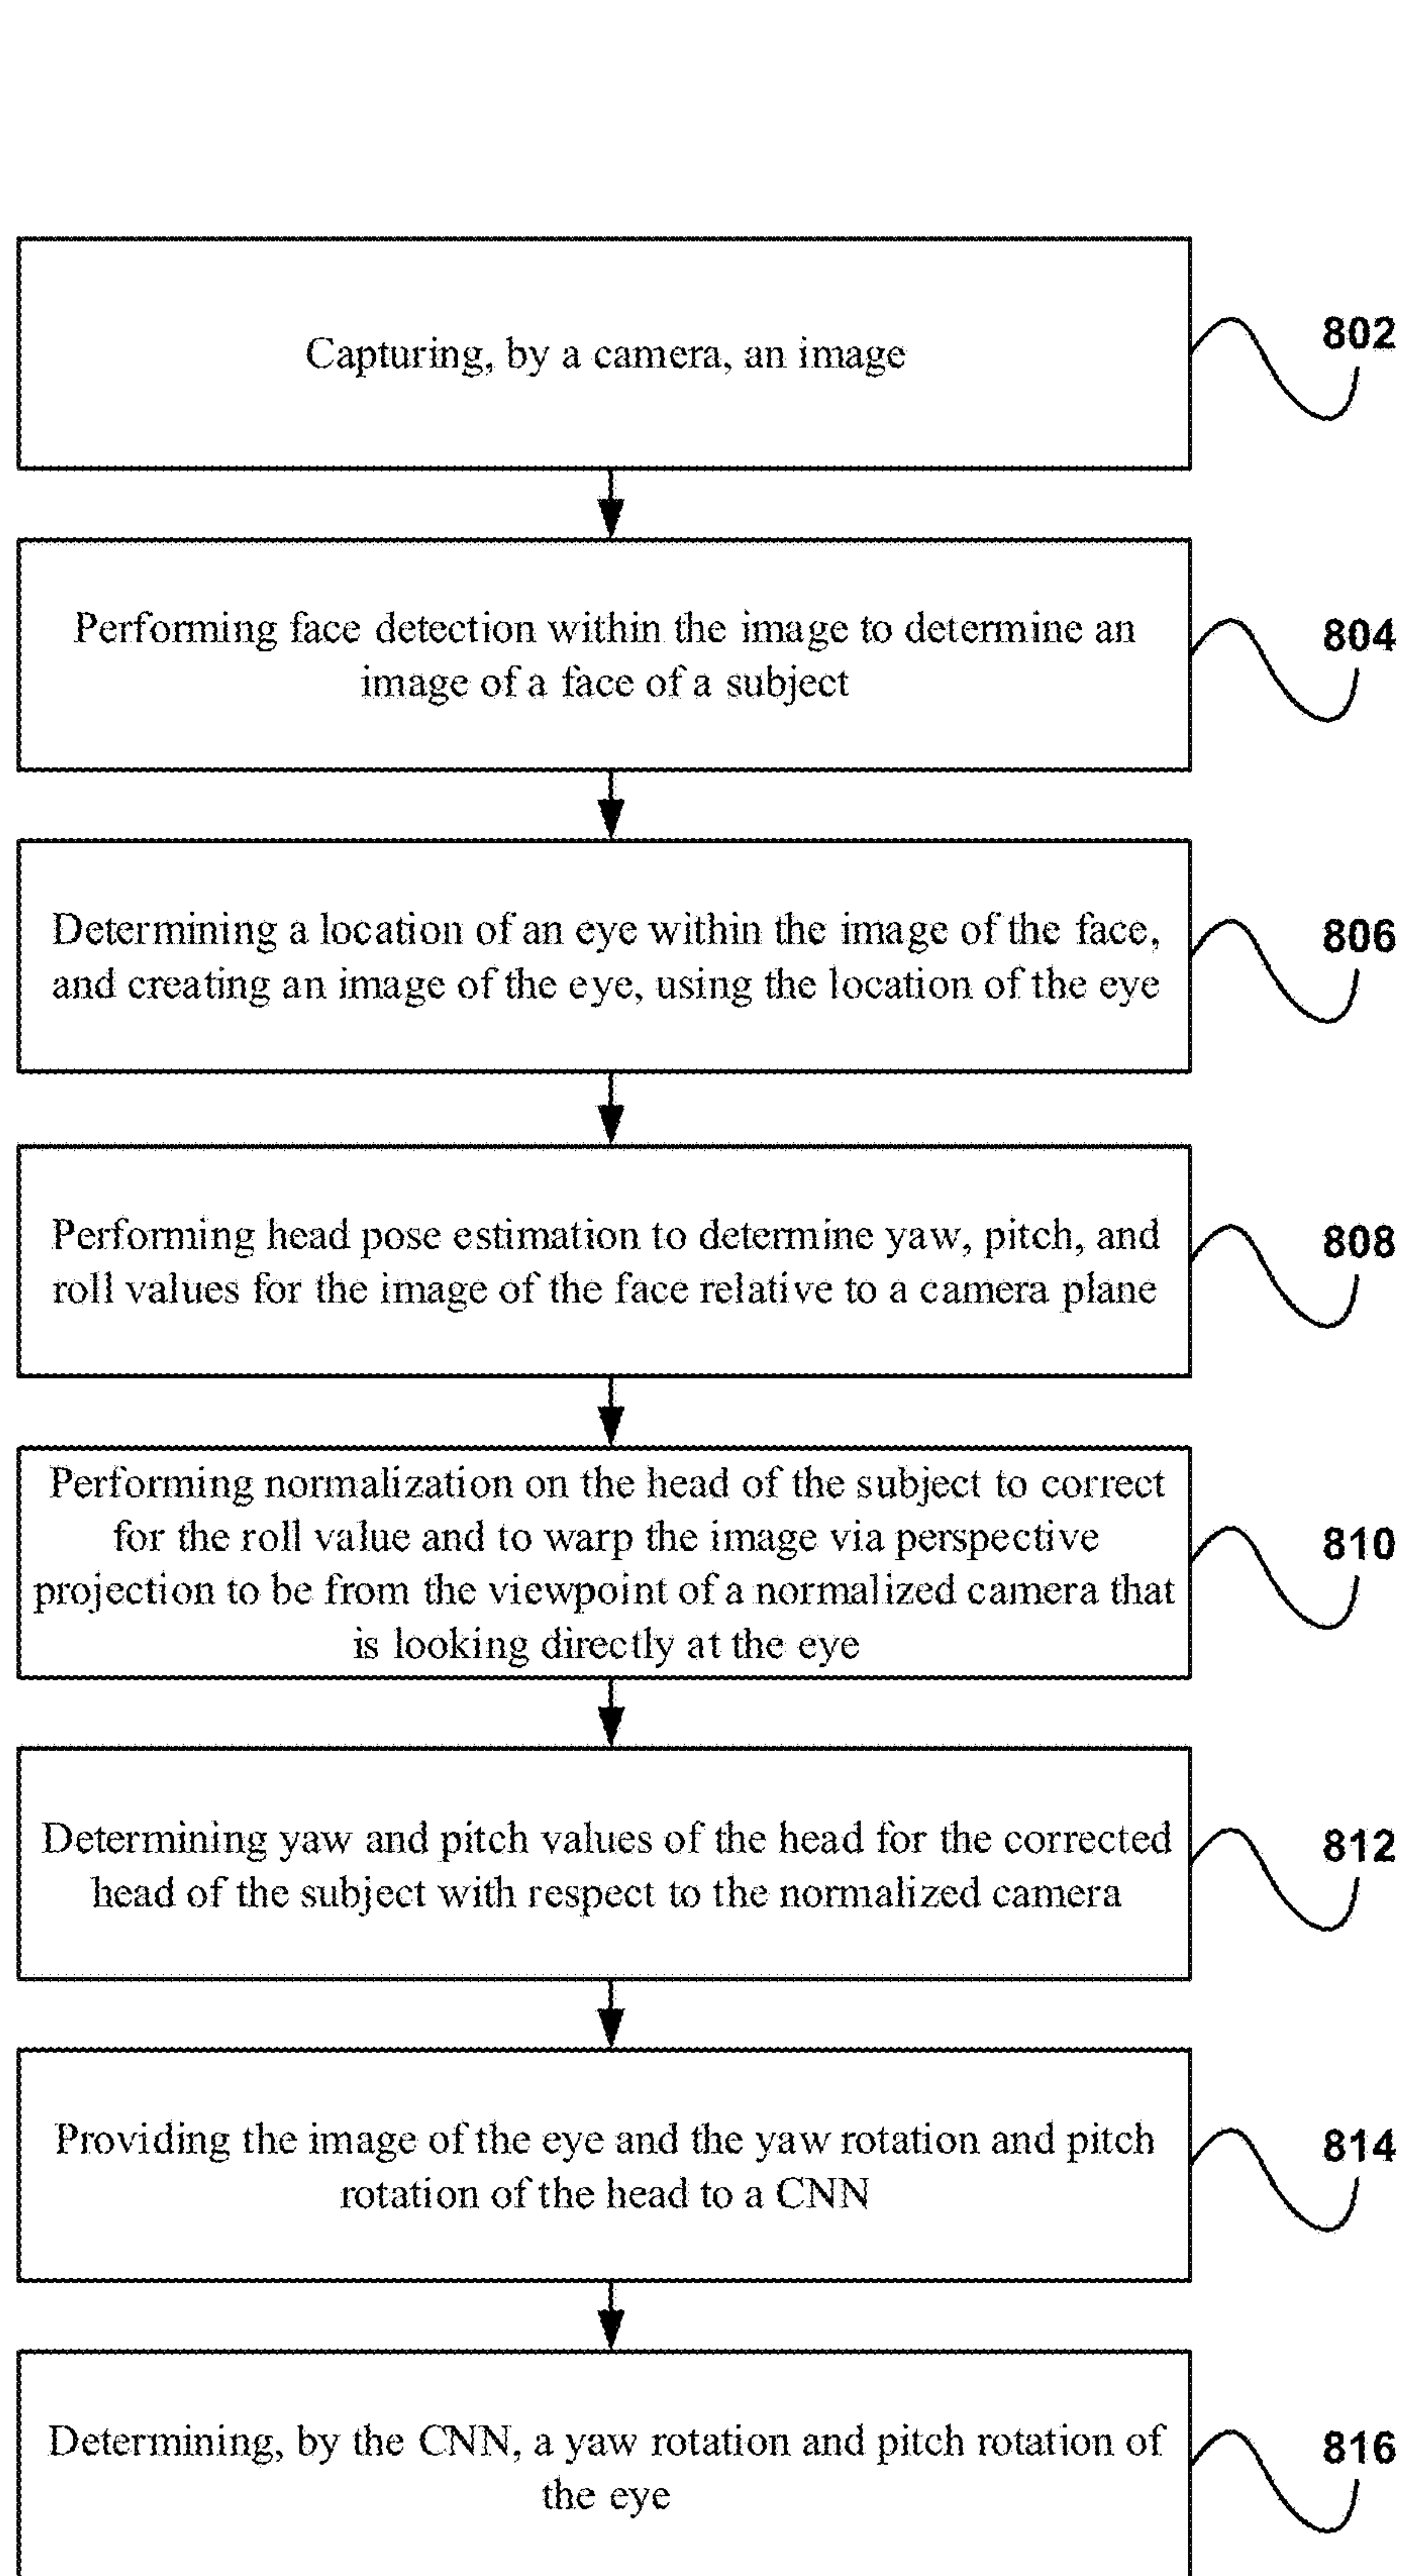 Capturing, by a camera, an image
802
Performing face detection within the image to determine an
image of a face of a subject
804
Determining a location of an eye within the image of the face,
and creating an image of the eye, using the location of the eye
806
Performing head pose estimation to determine yaw, pitch, and
roll values for the image of the face relative to a camera plane
808
Performing normalization on the head of the subject to correct
for the roll value and to warp the image via perspective
projection to be from the viewpoint of a normalized camera that
is looking directly at the eye
810
Determining yaw and pitch values of the head for the corrected
head of the subject with respect to the normalized camera
812
Providing the image of the eye and the yaw rotation and pitch
rotation of the head to a CNN
814
Determining, by the CNN, a yaw rotation and pitch rotation of
the eye
816